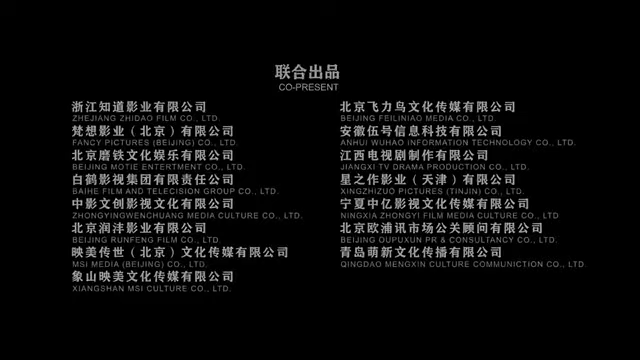 联合出品
CO-PRESENT
浙江知道影业有限公司
ZHEJIANG ZHIDAO FILM CO., LTD.
梵想影业（北京）有限公司
FANCY PICTURES (BEIJING) CO., LTD.
北京磨铁文化娱乐有限公司
BEIJING MOTIE ENTERTMENT CO., LTD.
白鹤影视集团有限责任公司
BAIHE FILM AND TELEVISION GROUP CO., LTD.
中影文创影视文化有限公司
ZHONGYINGWENCHUANG MEDIA CULTURE CO., LTD.
北京润沣影业有限公司
BEIJING RUNFENG FILM CO., LTD.
映美传世（北京）文化传媒有限公司
MSI MEDIA (BEIJING) CO., LTD.
象山映美文化传媒有限公司
XIANGSHAN MSI CULTURE CO., LTD.
北京飞力鸟文化传媒有限公司
BEIJING FEILINIAO MEDIA CO., LTD.
安徽伍号信息科技有限公司
ANHUI WUHAO INFORMATION TECHNOLOGY CO., LTD.
江西电视剧制作有限公司
JIANGXI TV DRAMA PRODUCTION CO., LTD.
星之作影业（天津）有限公司
XINGZHIZUO PICTURES (TINJIN) CO., LTD.
宁夏中亿影视文化传媒有限公司
NINGXIA ZHONGYI FILM MEDIA CULTURE CO., LTD
北京欧浦讯市场公关顾问有限公司
BEIJING OUPUXUN PR & CONSULTANCY CO., LTD.
青岛萌新文化传播有限公司
QINGDAO MENGXIN CULTURE COMMUNICTION CO., LTD.